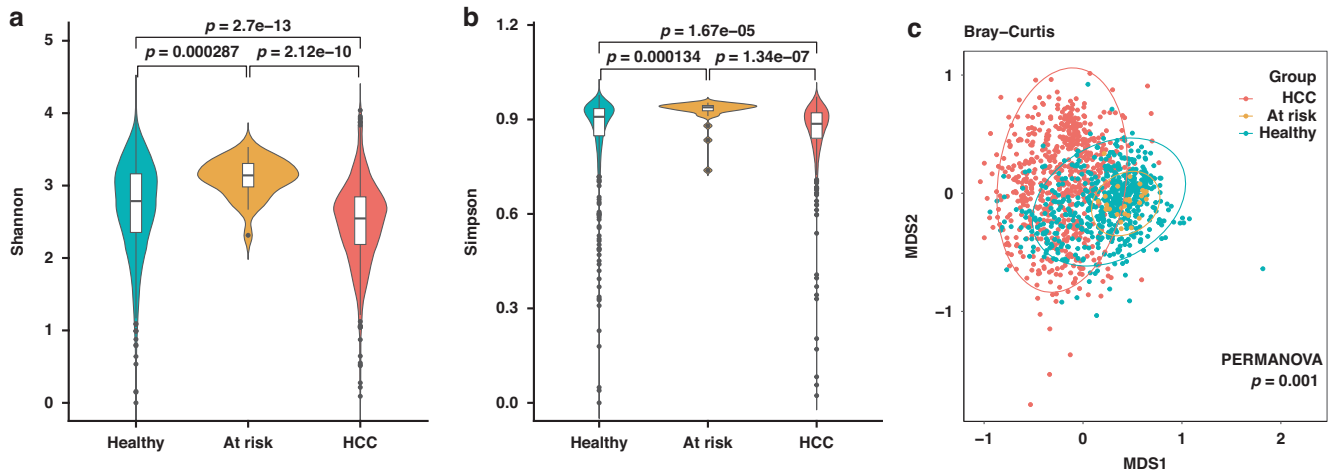 a
p = 2.7e−13
p = 0.000287
p = 2.12e−10
5
4
3
2
1
0
Shannon
Healthy
At risk
HCC
b
p = 1.67e−05
p = 0.000134
p = 1.34e−07
1.2
0.9
0.6
0.3
0.0
Simpson
Healthy
At risk
HCC
c
Bray−Curtis
Group
HCC
At risk
Healthy
1
0
−1
MDS2
PERMANOVA
p = 0.001
−1
0
1
2
MDS1